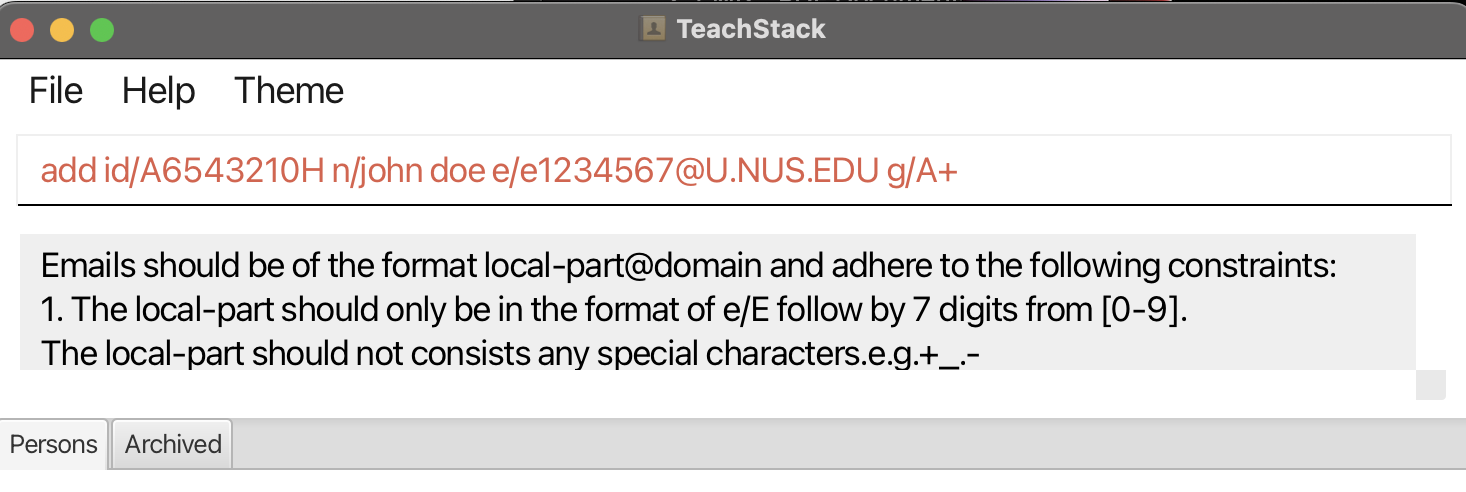 TeachStack
File Help Theme
add id/A6543210H n/john doe e/e1234567@U.NUS.EDU g/A+
Emails should be of the format local-part@domain and adhere to the following constraints:
1. The local-part should only be in the format of e/E follow by 7 digits from [0-9].
The local-part should not consists any special characters.e.g.+_.-
Persons Archived